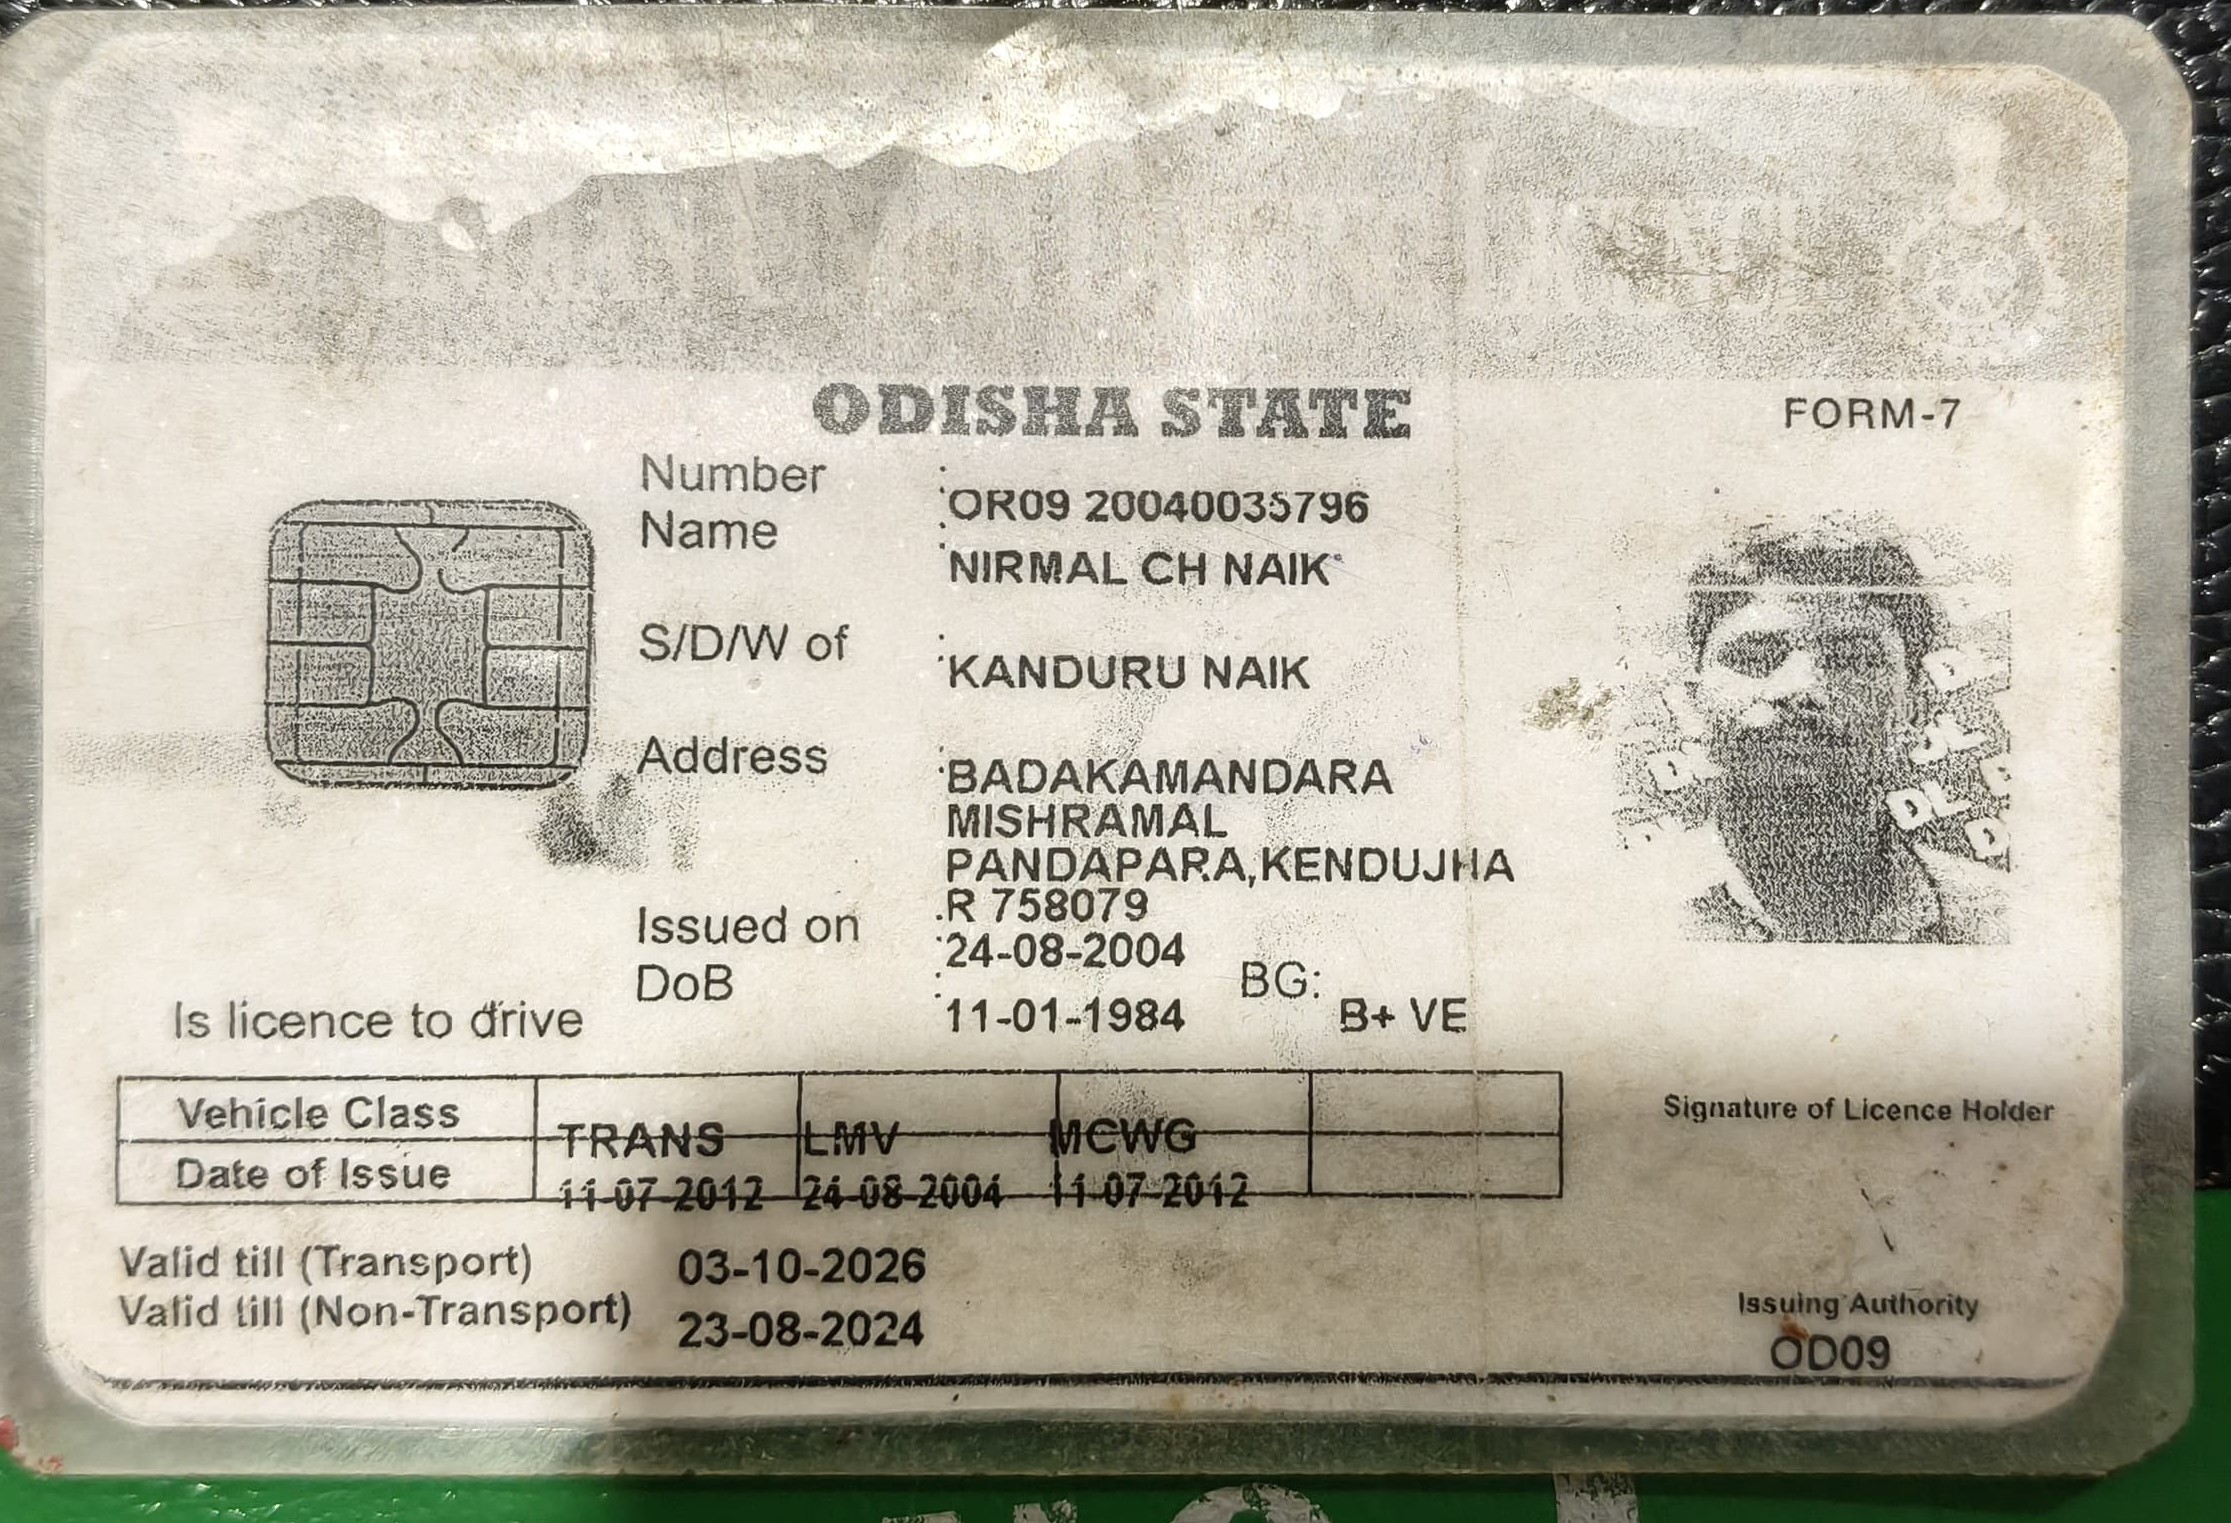 ODISHA STATE
FORM-7
Number : OR09 20040035796
Name : NIRMAL CH NAIK
S/D/W of : KANDURU NAIK
Address : BADAKAMANDARA
MISHRAMAL
PANDAPARA,KENDUJHA
R 758079
Issued on : 24-08-2004
DoB : 11-01-1984 BG: B+ VE
Is licence to drive
Vehicle Class TRANS LMV MCWG
Date of Issue 11-07-2012 24-08-2004 11-07-2012
Signature of Licence Holder
Valid till (Transport) 03-10-2026
Valid till (Non-Transport) 23-08-2024
Issuing Authority
OD09
DL
DL